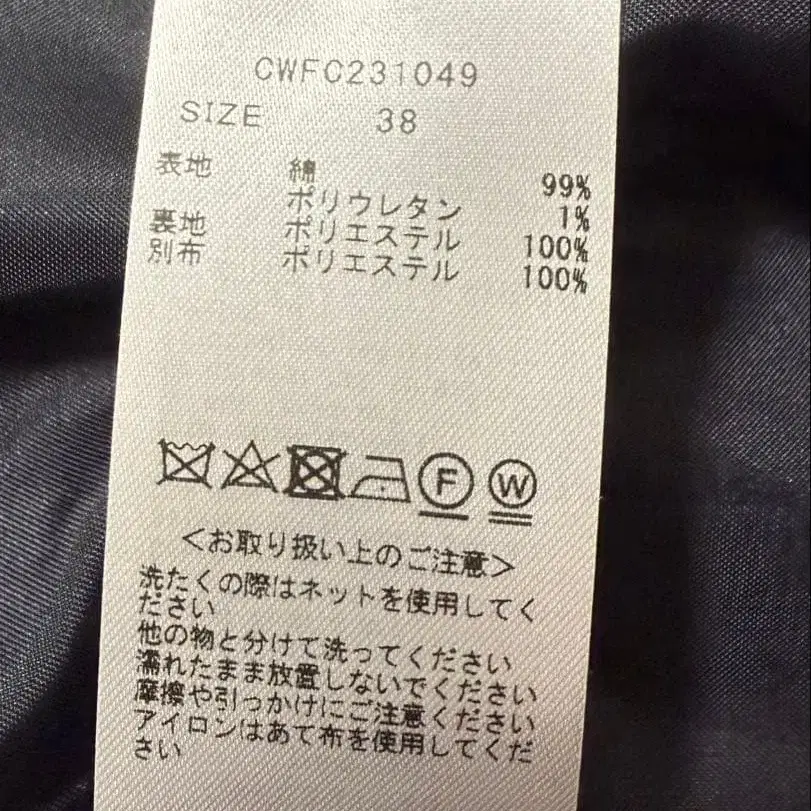 CWFC231049
SIZE 38
表地 綿 99%
ポリウレタン 1%
裏地 ポリエステル 100%
別布 ポリエステル 100%
F W
<お取り扱い上のご注意>
洗たくの際はネットを使用してく
ださい
他の物と分けて洗ってください
濡れたまま放置しないでください
摩擦や引っかけにご注意ください
アイロンはあて布を使用してくだ
さい